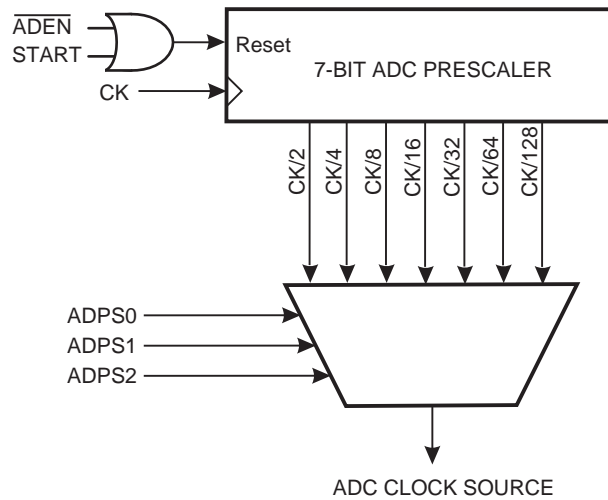 ADEN
START
Reset
7-BIT ADC PRESCALER
CK
CK/2
CK/4
CK/8
CK/16
CK/32
CK/64
CK/128
ADPS0
ADPS1
ADPS2
ADC CLOCK SOURCE